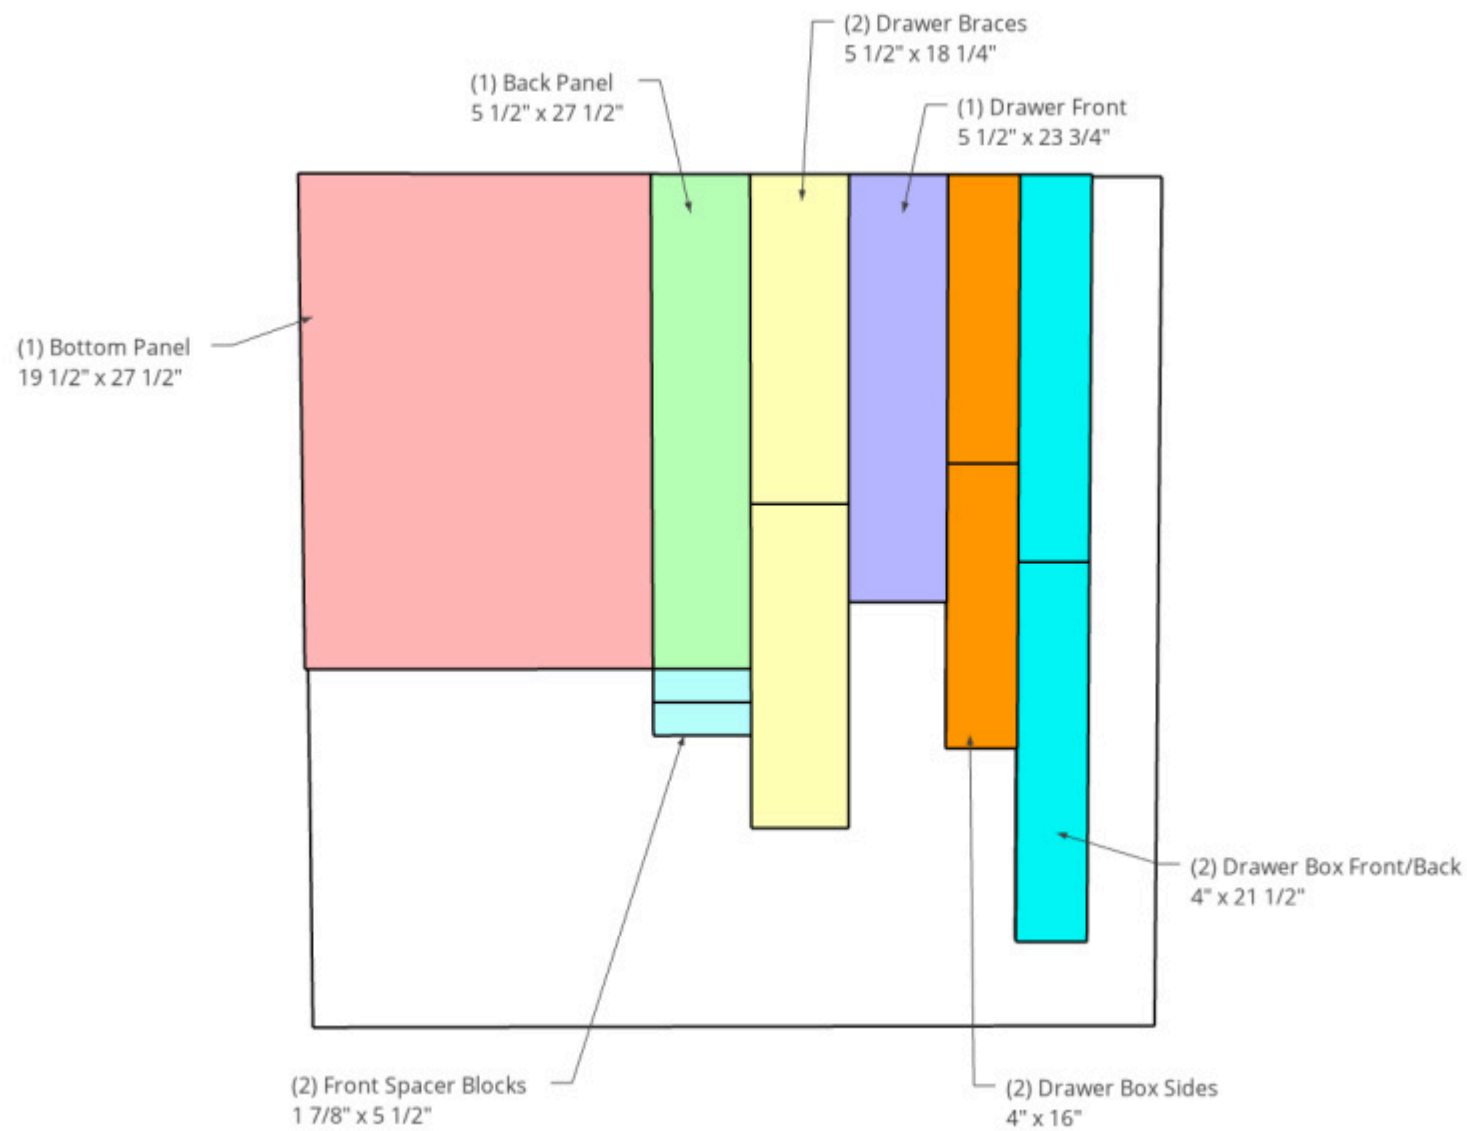 (2) Drawer Braces
5 1/2" x 18 1/4"
(1) Back Panel
5 1/2" x 27 1/2"
(1) Drawer Front
5 1/2" x 23 3/4"
(1) Bottom Panel
19 1/2" x 27 1/2"
(2) Drawer Box Front/Back
4" x 21 1/2"
(2) Front Spacer Blocks
1 7/8" x 5 1/2"
(2) Drawer Box Sides
4" x 16"